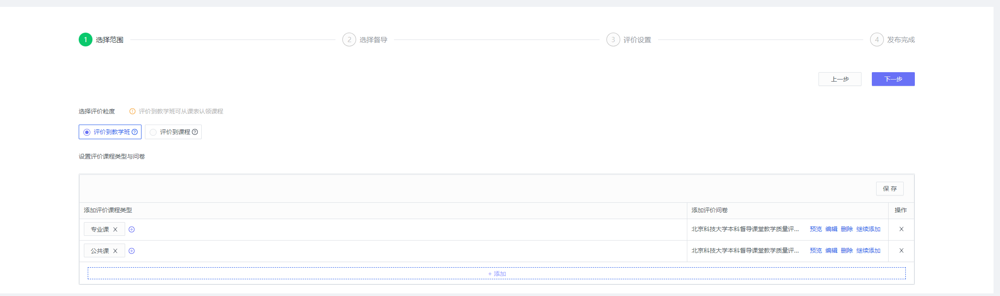 1 选择范围 2 选择督导 3 评价设置 4 发布完成
上一步 下一步
选择评价粒度 评价到教学班可从课表认领课程
评价到教学班 评价到课程
设置评价课程类型与问卷
保 存
添加评价课程类型 添加评价问卷 操作
专业课 X 北京科技大学本科督导课堂教学质量评... 预览 编辑 删除 继续添加 X
公共课 X 北京科技大学本科督导课堂教学质量评... 预览 编辑 删除 继续添加 X
+ 添加